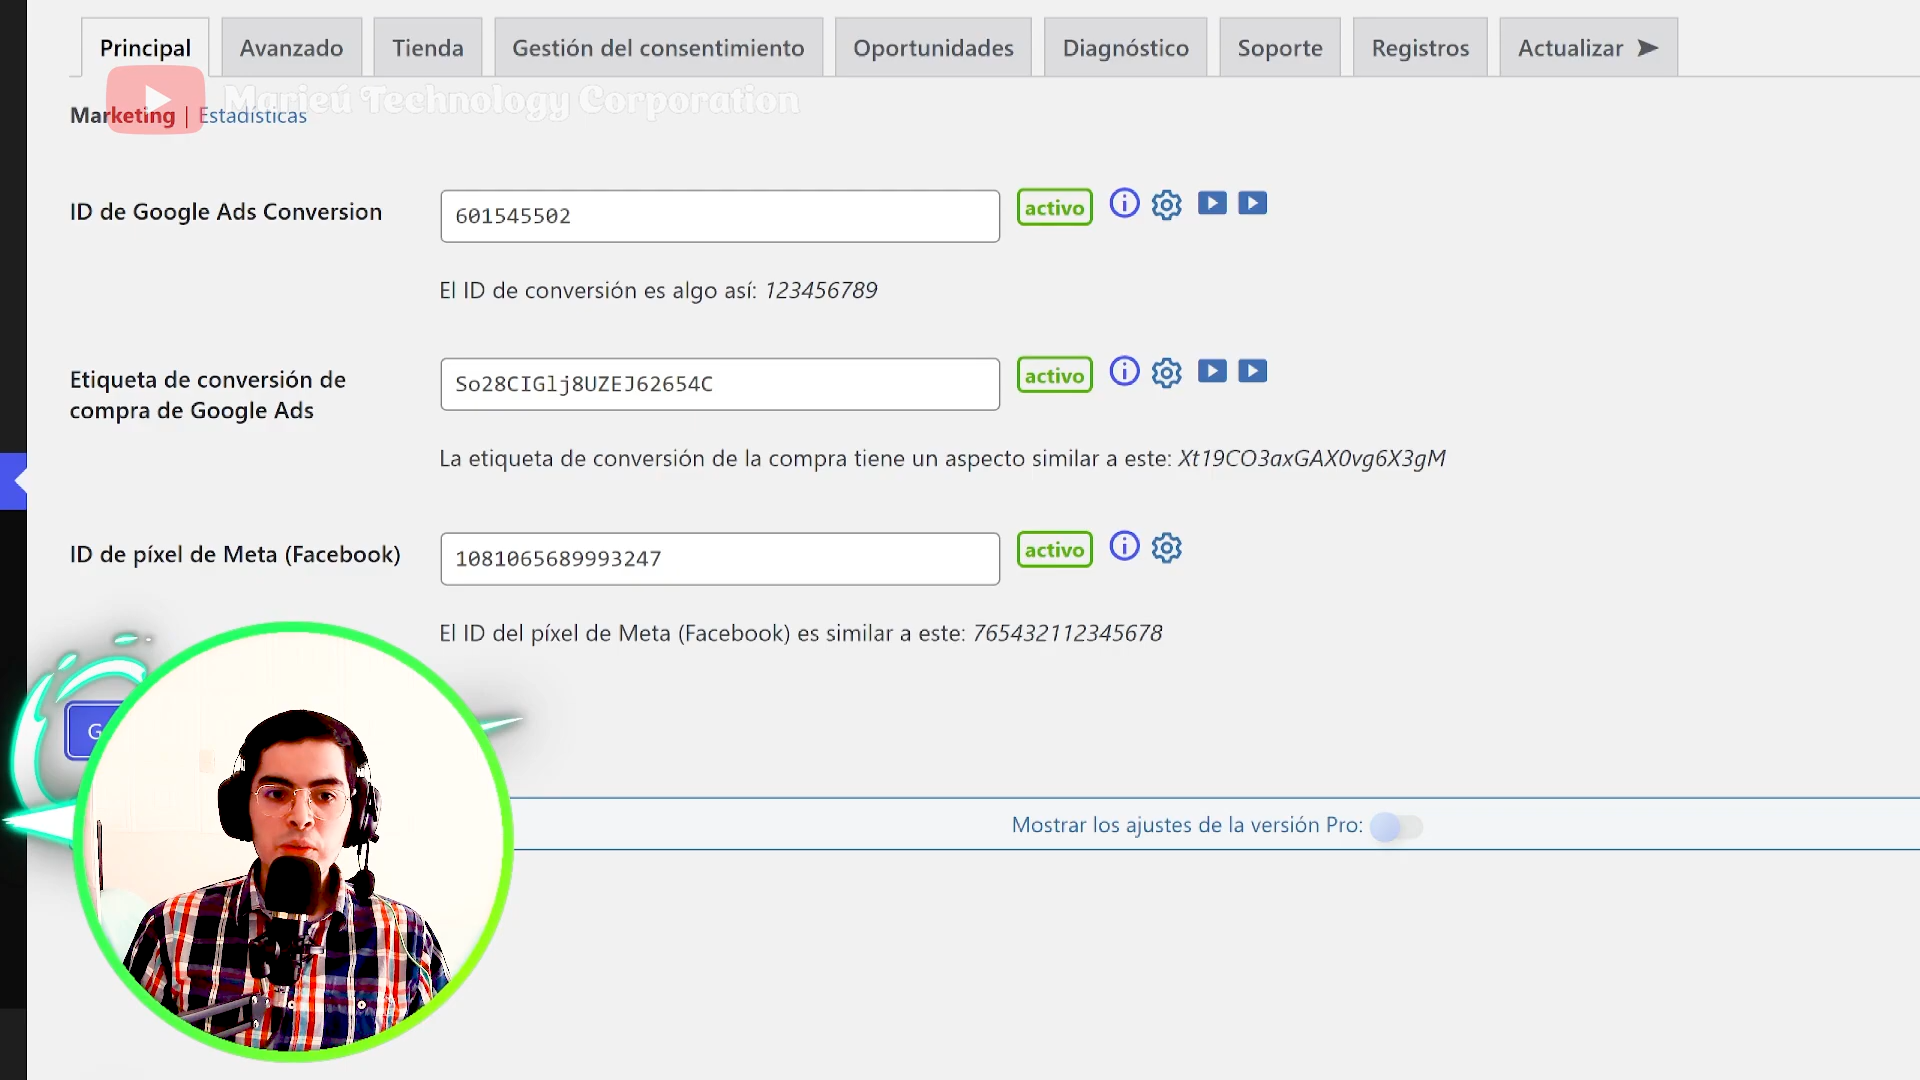 Principal
Avanzado
Tienda
Gestión del consentimiento
Oportunidades
Diagnóstico
Soporte
Registros
Actualizar
Marieú Technology Corporation
Marketing | Estadísticas
ID de Google Ads Conversion
601545502
activo
El ID de conversión es algo así: 123456789
Etiqueta de conversión de
compra de Google Ads
So28CIGlj8UZEJ62654C
activo
La etiqueta de conversión de la compra tiene un aspecto similar a este: Xt19CO3axGAX0vg6X3gM
ID de píxel de Meta (Facebook)
1081065689993247
activo
El ID del píxel de Meta (Facebook) es similar a este: 765432112345678
G
Mostrar los ajustes de la versión Pro: